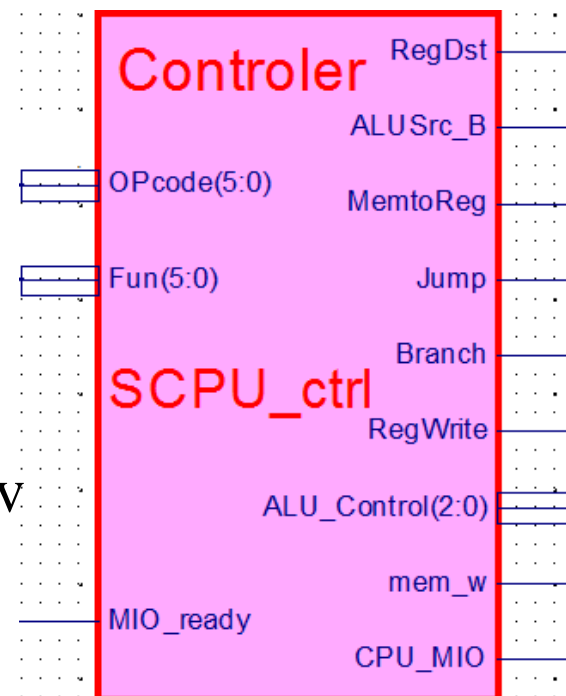 Controler
RegDst
ALUSrc_B
OPcode(5:0)
MemtoReg
Fun(5:0)
Jump
Branch
SCPU_ctrl
RegWrite
v
ALU_Control(2:0)
mem_w
MIO_ready
CPU_MIO